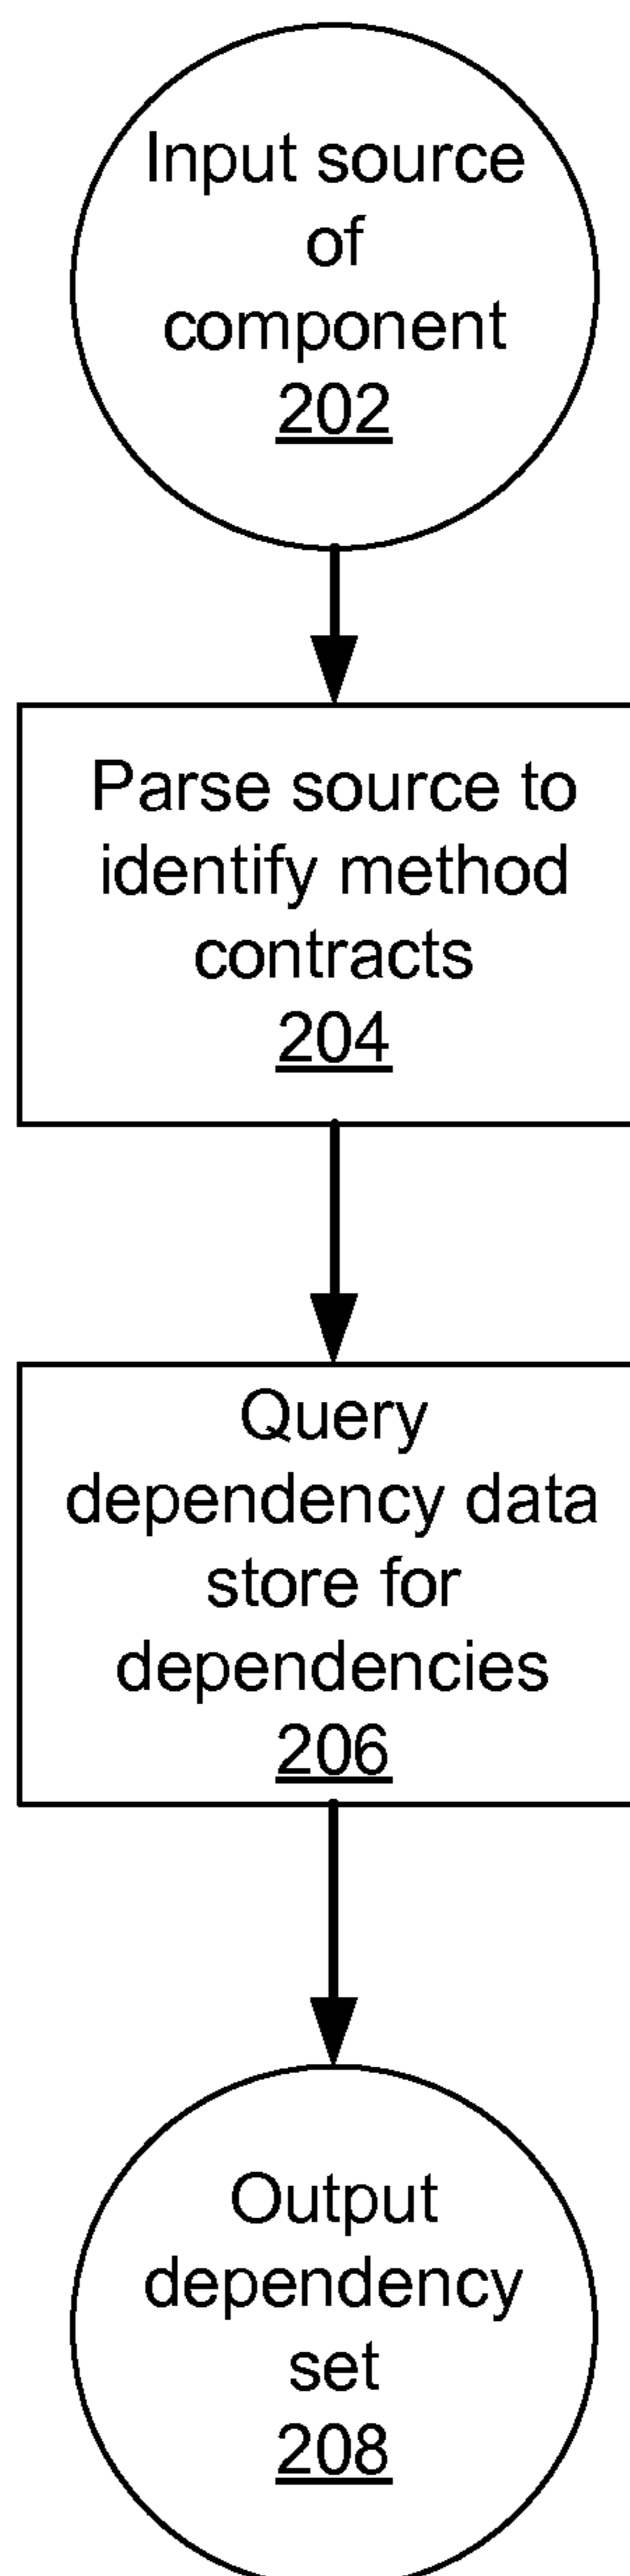 Input source
of
component
202
Parse source to
identify method
contracts
204
Query
dependency data
store for
dependencies
206
Output
dependency
set
208